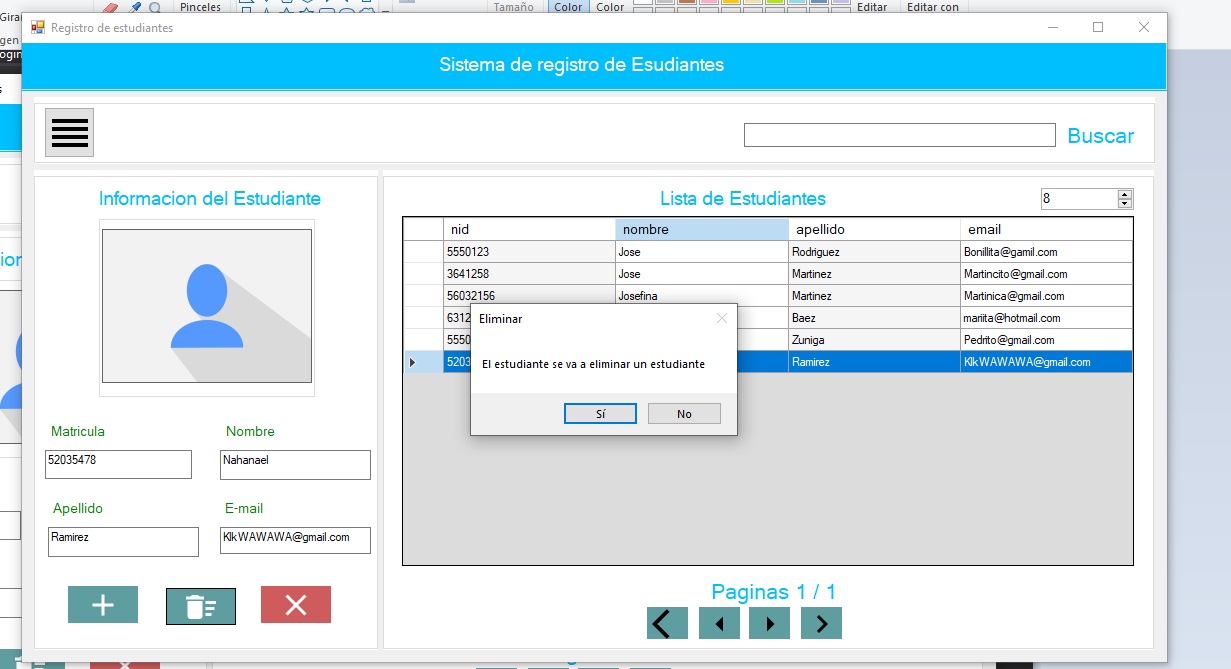 Pinceles
Tamaño
Color
Color
Editar
Editar con
Registro de estudiantes
Sistema de registro de Esudiantes
Buscar
Informacion del Estudiante
Lista de Estudiantes
8
nid nombre apellido email
5550123 Jose Rodriguez Bonillita@gamil.com
3641258 Jose Martinez Martincito@gmail.com
56032156 Josefina Martinez Martinica@gmail.com
6312 Baez mariita@hotmail.com
5550 Zuniga Pedrito@gmail.com
5203 Ramirez KlkWAWAWA@gmail.com
Eliminar
El estudiante se va a eliminar un estudiante
Sí
No
Matricula
Nombre
52035478
Nahanael
Apellido
E-mail
Ramirez
KlkWAWAWA@gmail.com
Paginas 1 / 1